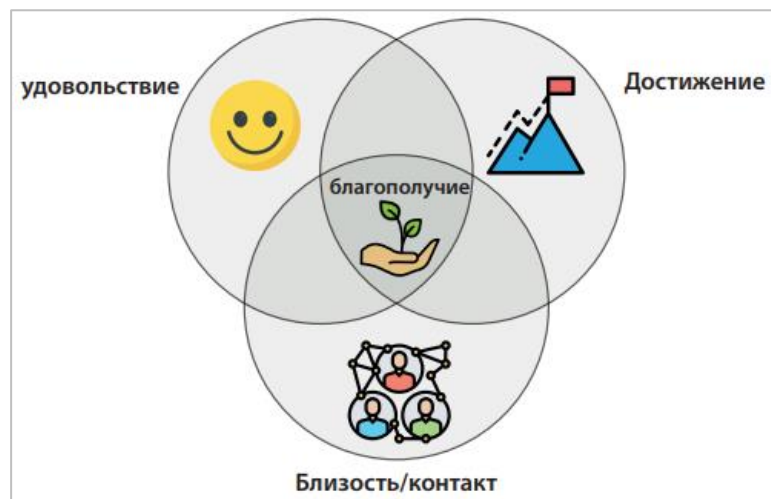 удовольствие
Достижение
благополучие
Близость/контакт